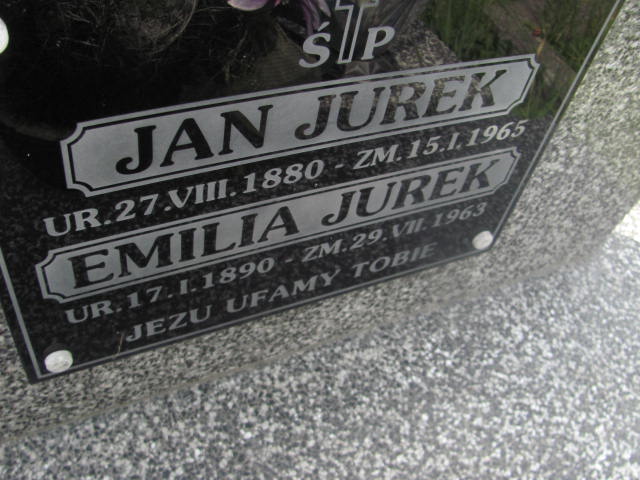 Ś P
JAN JUREK
UR. 27. VIII. 1880 - ZM. 15. I. 1965
EMILIA JUREK
UR. 17. I. 1890 - ZM. 29. VII. 1963
JEZU UFAMY TOBIE